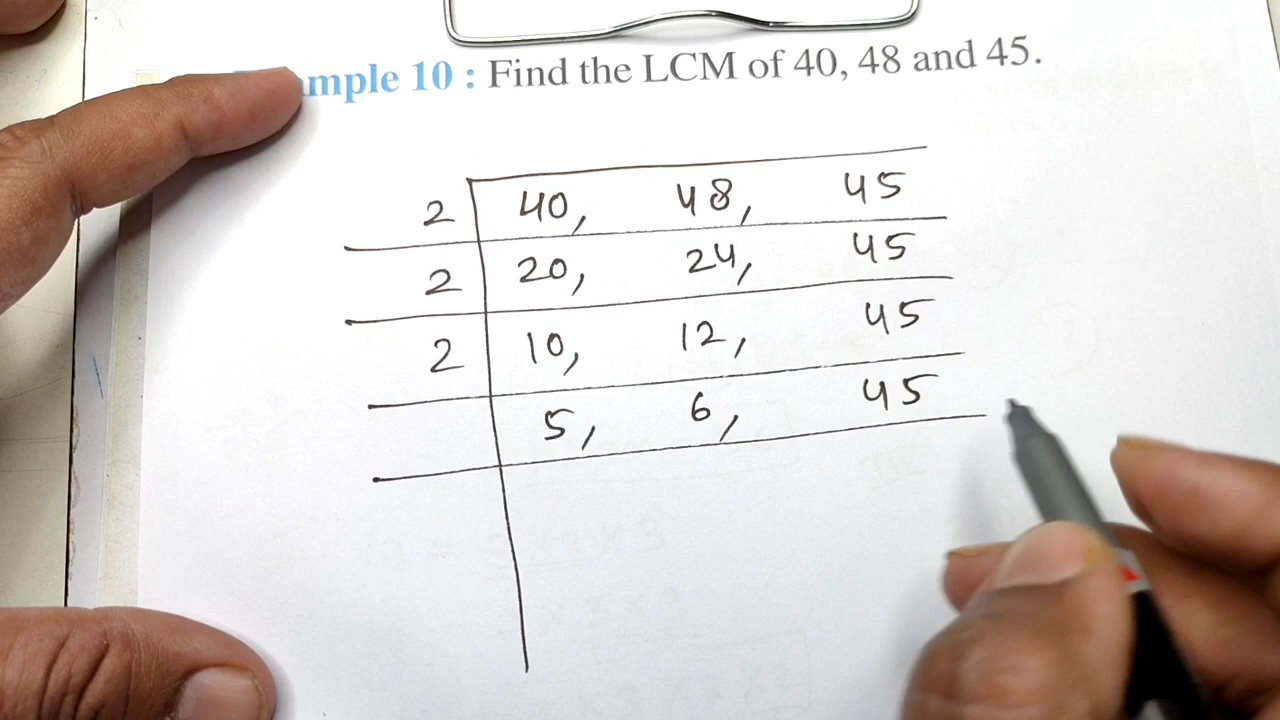 mple 10 : Find the LCM of 40, 48 and 45.
2 40, 48, 45
2 20, 24, 45
2 10, 12, 45
5, 6, 45